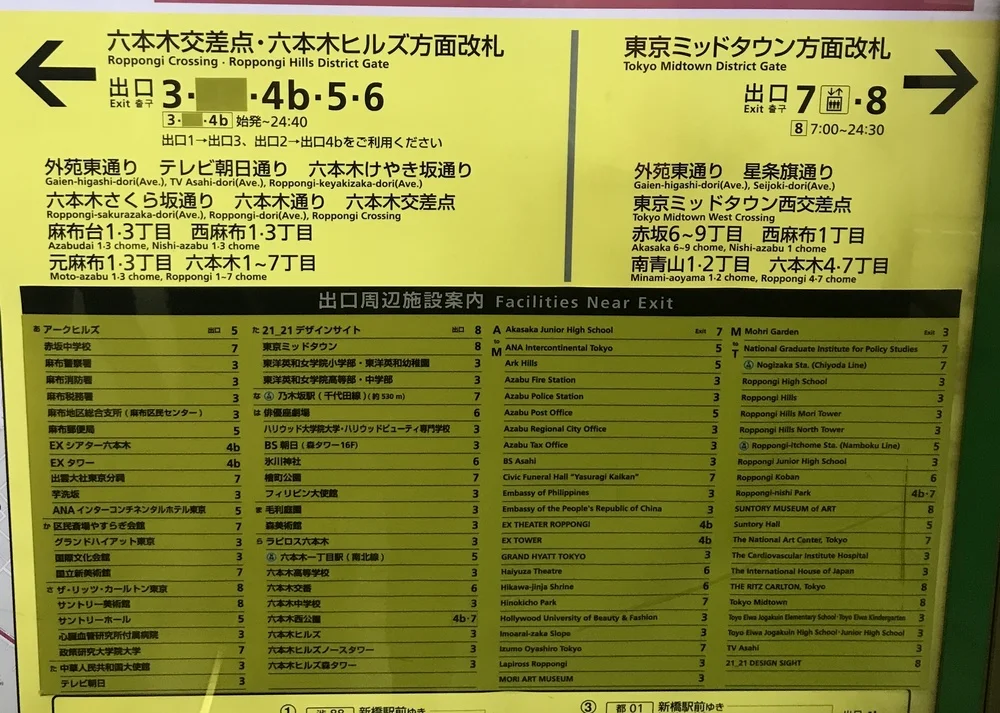 六本木交差点・六本木ヒルズ方面改札
Roppongi Crossing · Roppongi Hills District Gate
出口 3・ ・4b・5・6
Exit 출구
3・ ・4b 始発~24:40
出口1→出口3、出口2→出口4bをご利用ください
外苑東通り テレビ朝日通り 六本木けやき坂通り
Gaien-higashi-dori(Ave.), TV Asahi-dori(Ave.), Roppongi-keyakizaka-dori(Ave.)
六本木さくら坂通り 六本木通り 六本木交差点
Roppongi-sakurazaka-dori(Ave.), Roppongi-dori(Ave.), Roppongi Crossing
麻布台1・3丁目 西麻布1・3丁目
Azabudai 1·3 chome, Nishi-azabu 1·3 chome
元麻布1・3丁目 六本木1~7丁目
Moto-azabu 1·3 chome, Roppongi 1~7 chome
東京ミッドタウン方面改札
Tokyo Midtown District Gate
出口 7・8
Exit 출구
8 7:00~24:30
外苑東通り 星条旗通り
Gaien-higashi-dori(Ave.), Seijoki-dori(Ave.)
東京ミッドタウン西交差点
Tokyo Midtown West Crossing
赤坂6~9丁目 西麻布1丁目
Akasaka 6~9 chome, Nishi-azabu 1 chome
南青山1・2丁目 六本木4・7丁目
Minami-aoyama 1·2 chome, Roppongi 4·7 chome
出口周辺施設案内 Facilities Near Exit
あ アークヒルズ 出口 5
赤坂中学校 7
麻布警察署 3
麻布消防署 3
麻布税務署 3
麻布地区総合支所(麻布区民センター) 3
麻布郵便局 5
EX シアター六本木 4b
EX タワー 4b
出雲大社東京分祠 7
芋洗坂 3
ANA インターコンチネンタルホテル東京 5
か 区民斎場やすらぎ会館 7
グランドハイアット東京 3
国際文化会館 3
国立新美術館 7
さ ザ・リッツ・カールトン東京 8
サントリー美術館 8
サントリーホール 5
心臓血管研究所付属病院 3
政策研究大学院大学 7
た 中華人民共和国大使館 3
テレビ朝日 3
た 21_21 デザインサイト 出口 8
東京ミッドタウン 8
東洋英和女学院小学部・東洋英和幼稚園 3
東洋英和女学院高等部・中学部 3
な 乃木坂駅(千代田線)(約530m) 7
は 俳優座劇場 6
ハリウッド大学院大学・ハリウッドビューティ専門学校 3
BS 朝日(森タワー16F) 3
氷川神社 6
檜町公園 7
フィリピン大使館 3
ま 毛利庭園 3
森美術館 3
ら ラピロス六本木 3
六本木一丁目駅(南北線) 5
六本木高等学校 3
六本木交番 6
六本木中学校 3
六本木西公園 4b・7
六本木ヒルズ 3
六本木ヒルズノースタワー 3
六本木ヒルズ森タワー 3
A to M Akasaka Junior High School Exit 7
ANA Intercontinental Tokyo 5
Ark Hills 5
Azabu Fire Station 3
Azabu Police Station 3
Azabu Post Office 5
Azabu Regional City Office 3
Azabu Tax Office 3
BS Asahi 3
Civic Funeral Hall "Yasuragi Kaikan" 7
Embassy of Philippines 3
Embassy of the People's Republic of China 3
EX THEATER ROPPONGI 4b
EX TOWER 4b
GRAND HYATT TOKYO 3
Haiyuza Theatre 6
Hikawa-jinja Shrine 6
Hinokicho Park 7
Hollywood University of Beauty & Fashion 3
Imoarai-zaka Slope 3
Izumo Oyashiro Tokyo 7
Lapiross Roppongi 3
MORI ART MUSEUM 3
M to T Mohri Garden Exit 3
National Graduate Institute for Policy Studies 7
Nogizaka Sta. (Chiyoda Line) 7
Roppongi High School 3
Roppongi Hills 3
Roppongi Hills Mori Tower 3
Roppongi Hills North Tower 3
Roppongi-itchome Sta. (Namboku Line) 5
Roppongi Junior High School 3
Roppongi Koban 6
Roppongi-nishi Park 4b・7
SUNTORY MUSEUM of ART 8
Suntory Hall 5
The National Art Center, Tokyo 7
The Cardiovascular Institute Hospital 3
The International House of Japan 3
THE RITZ CARLTON, Tokyo 8
Tokyo Midtown 8
Toyo Eiwa Jogakuin Elementary School · Toyo Eiwa Kindergarten 3
Toyo Eiwa Jogakuin High School · Junior High School 3
TV Asahi 3
21_21 DESIGN SIGHT 8
① 渋88 新橋駅前ゆき
③ 都01 新橋駅前ゆき